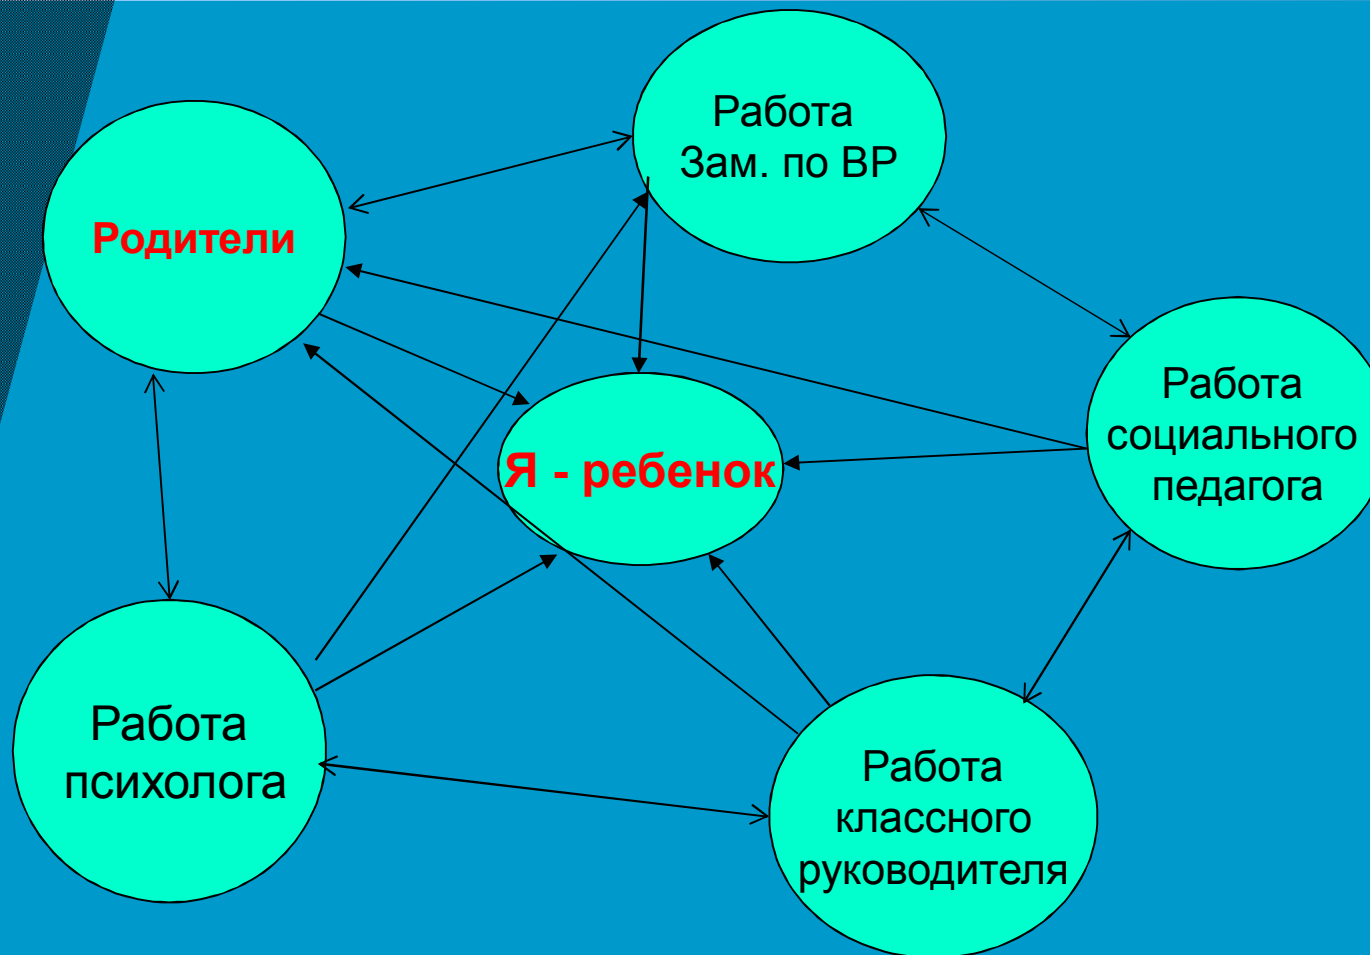 Работа
Зам. по ВР
Родители
Работа
социального
педагога
Я - ребенок
Работа
психолога
Работа
классного
руководителя